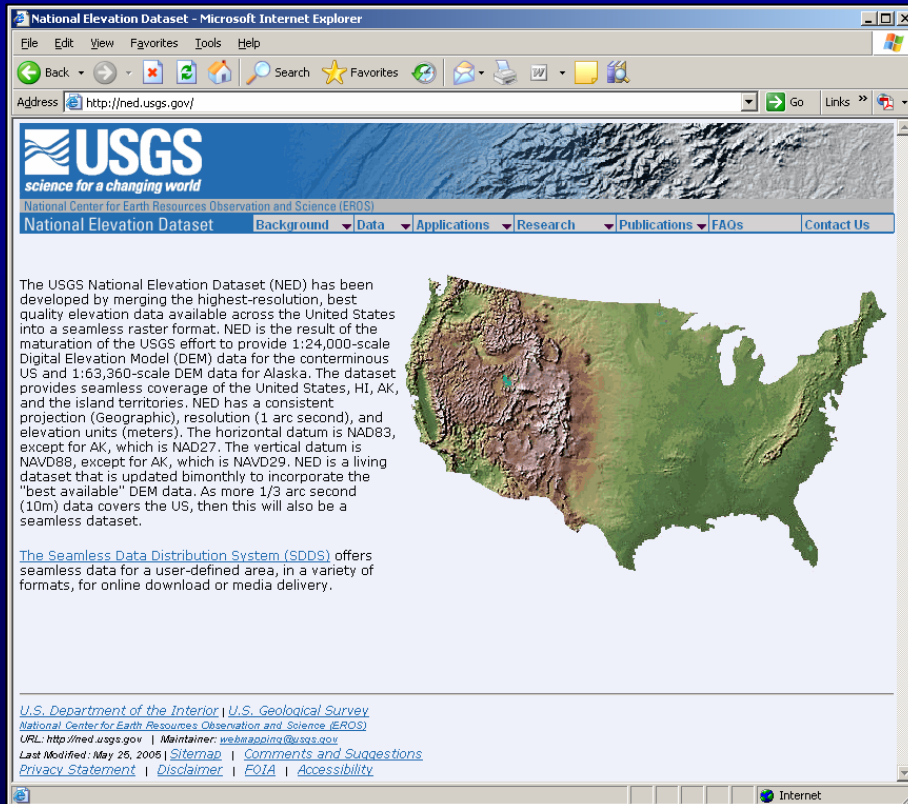 National Elevation Dataset - Microsoft Internet Explorer
File Edit View Favorites Tools Help
Back Search Favorites
Address http://ned.usgs.gov/ Go Links »
USGS
science for a changing world
National Center for Earth Resources Observation and Science (EROS)
National Elevation Dataset Background Data Applications Research Publications FAQs Contact Us
The USGS National Elevation Dataset (NED) has been
developed by merging the highest-resolution, best
quality elevation data available across the United States
into a seamless raster format. NED is the result of the
maturation of the USGS effort to provide 1:24,000-scale
Digital Elevation Model (DEM) data for the conterminous
US and 1:63,360-scale DEM data for Alaska. The dataset
provides seamless coverage of the United States, HI, AK,
and the island territories. NED has a consistent
projection (Geographic), resolution (1 arc second), and
elevation units (meters). The horizontal datum is NAD83,
except for AK, which is NAD27. The vertical datum is
NAVD88, except for AK, which is NAVD29. NED is a living
dataset that is updated bimonthly to incorporate the
"best available" DEM data. As more 1/3 arc second
(10m) data covers the US, then this will also be a
seamless dataset.
The Seamless Data Distribution System (SDDS) offers
seamless data for a user-defined area, in a variety of
formats, for online download or media delivery.
U.S. Department of the Interior | U.S. Geological Survey
National Center for Earth Resources Observation and Science (EROS)
URL: http://ned.usgs.gov | Maintainer: webmapping@usgs.gov
Last Modified: May 25, 2005 | Sitemap | Comments and Suggestions
Privacy Statement | Disclaimer | FOIA | Accessibility
Internet